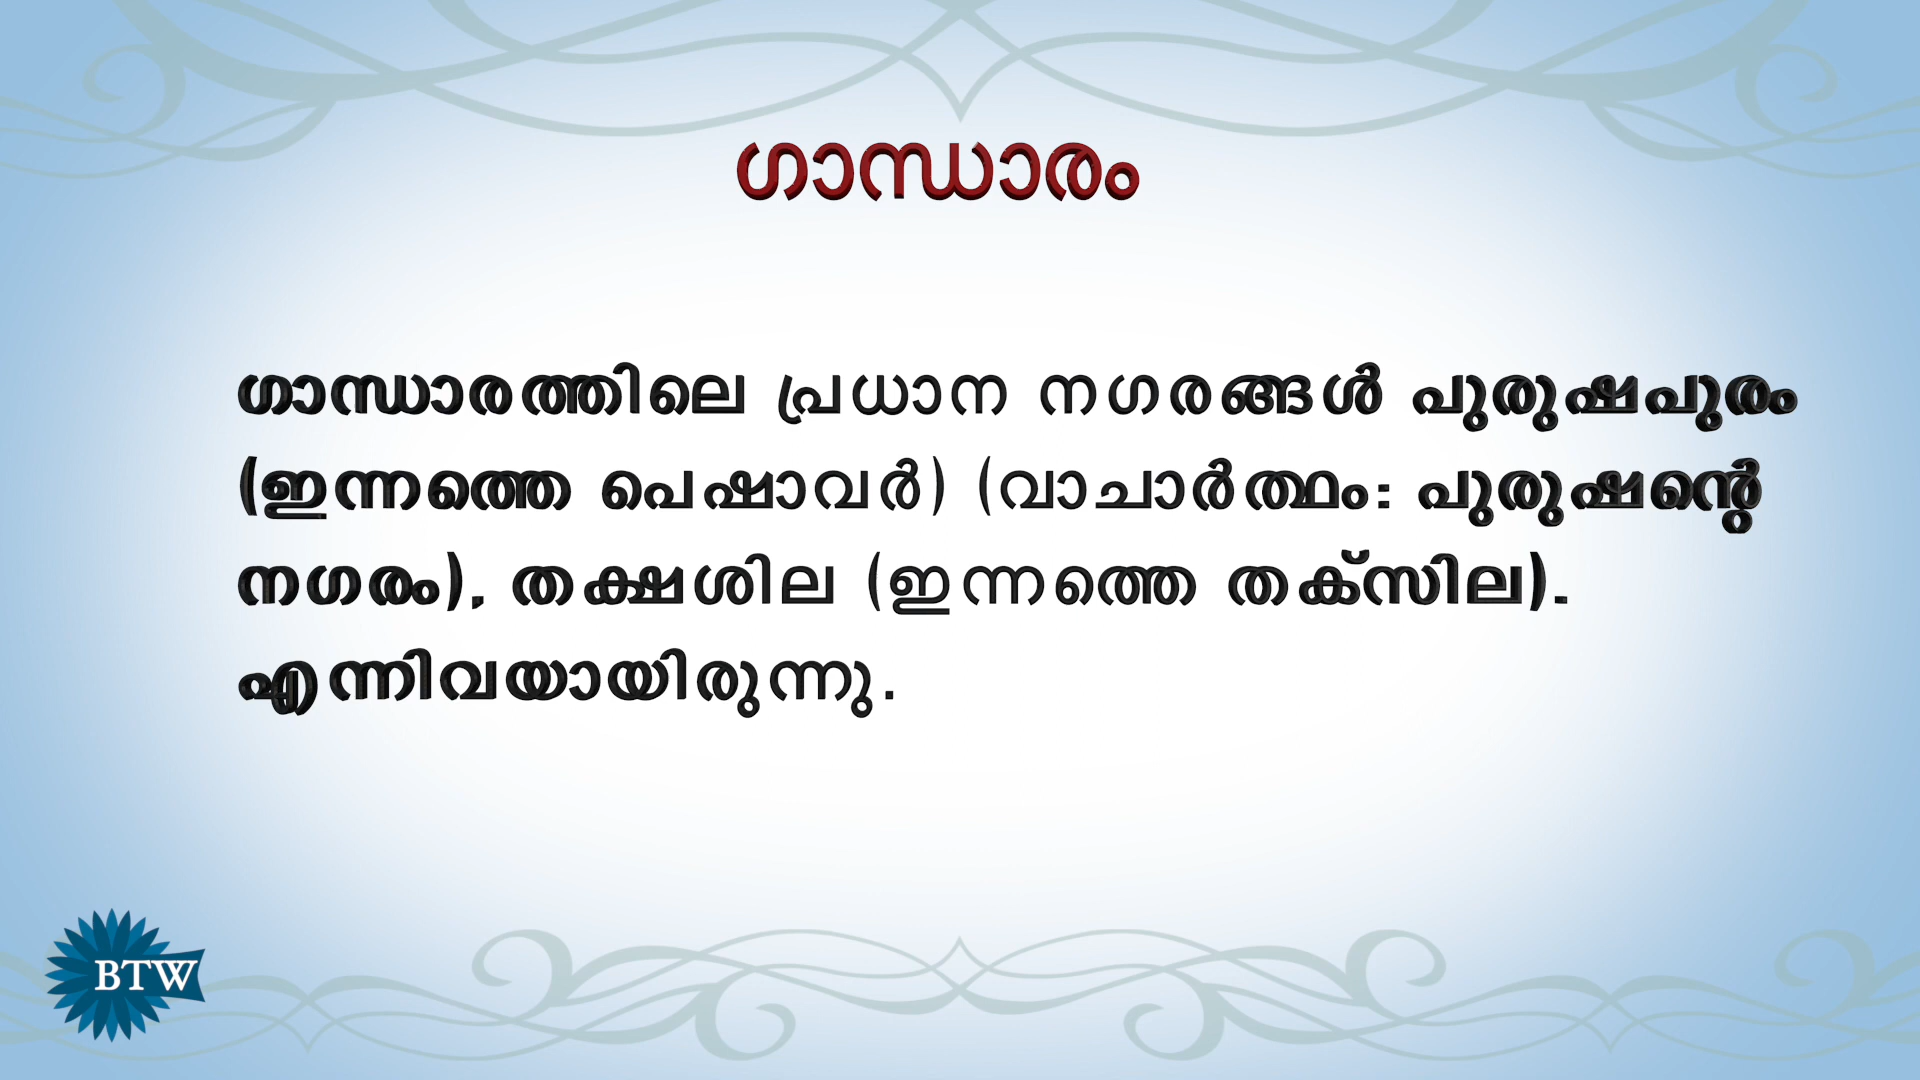 ഗാന്ധാരം
ഗാന്ധാരത്തിലെ പ്രധാന നഗരങ്ങൾ പുരുഷപുരം
(ഇന്നത്തെ പെഷാവർ) (വാചാർത്ഥം: പുരുഷന്റെ
നഗരം), തക്ഷശില (ഇന്നത്തെ തക്സില).
എന്നിവയായിരുന്നു.
BTW